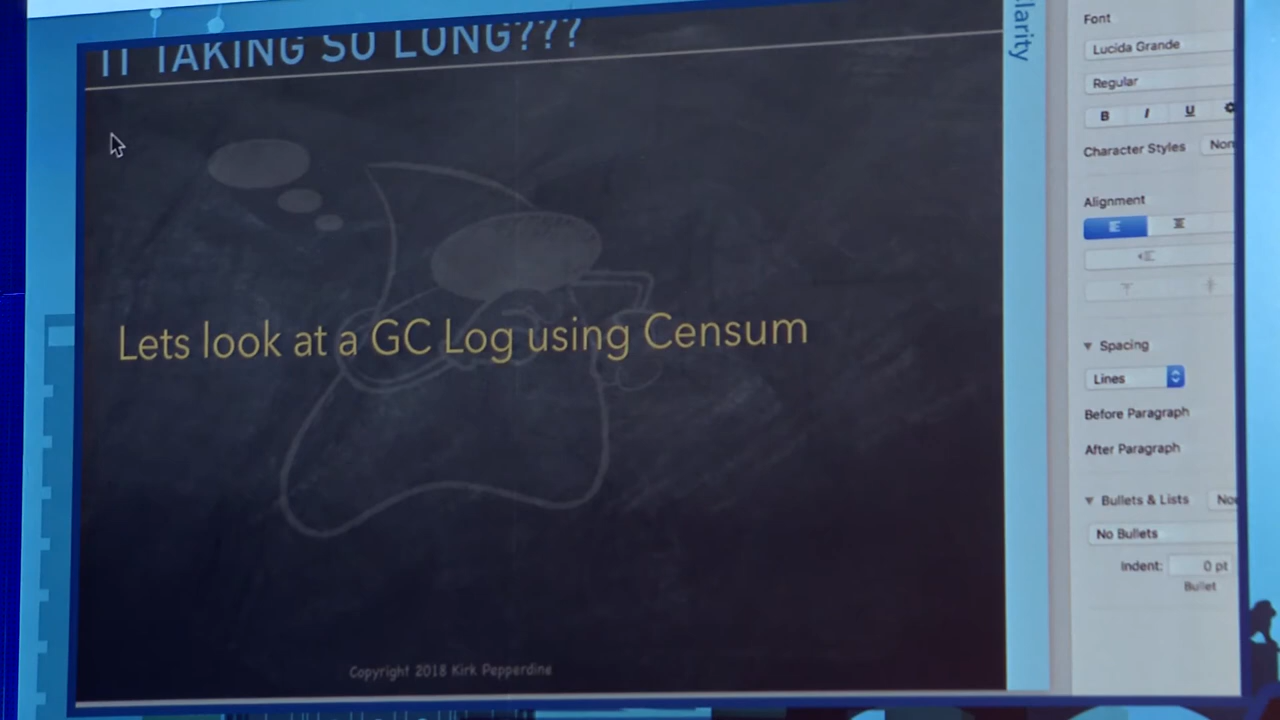 IT TAKING SO LONG???
larity
Lets look at a GC Log using Censum
Copyright 2018 Kirk Pepperdine
Font
Lucida Grande
Regular
B I U
Character Styles
Alignment
Spacing
Lines
Before Paragraph
After Paragraph
Bullets & Lists
No Bullets
Indent: 0 pt
Bullet